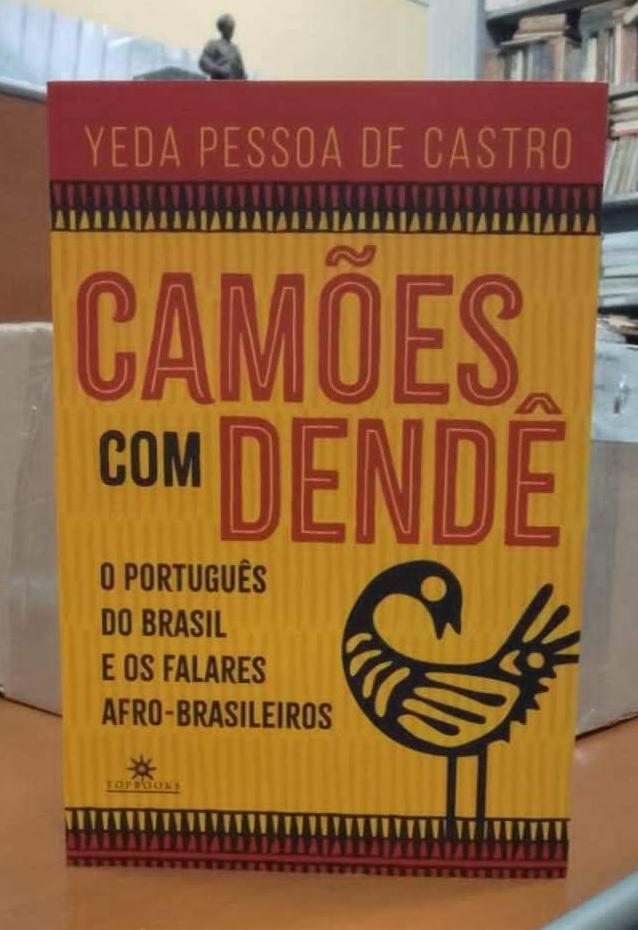 YEDA PESSOA DE CASTRO
CAMÕES
COM DENDÊ
O PORTUGUÊS
DO BRASIL
E OS FALARES
AFRO-BRASILEIROS
TOPBOOKS